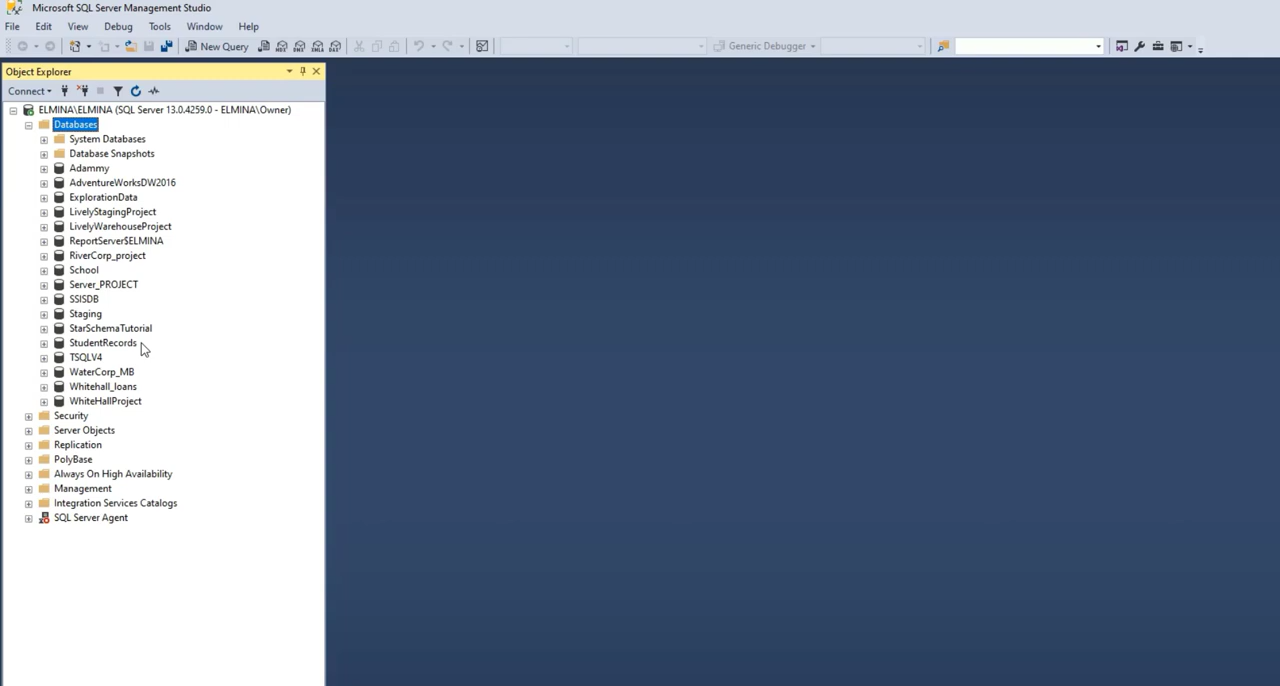 Microsoft SQL Server Management Studio
File Edit View Debug Tools Window Help
New Query Generic Debugger
Object Explorer
Connect
ELMINA\ELMINA (SQL Server 13.0.4259.0 - ELMINA\Owner)
Databases
System Databases
Database Snapshots
Adammy
AdventureWorksDW2016
ExplorationData
LivelyStagingProject
LivelyWarehouseProject
ReportServer$ELMINA
RiverCorp_project
School
Server_PROJECT
SSISDB
Staging
StarSchemaTutorial
StudentRecords
TSQLV4
WaterCorp_MB
Whitehall_loans
WhiteHallProject
Security
Server Objects
Replication
PolyBase
Always On High Availability
Management
Integration Services Catalogs
SQL Server Agent